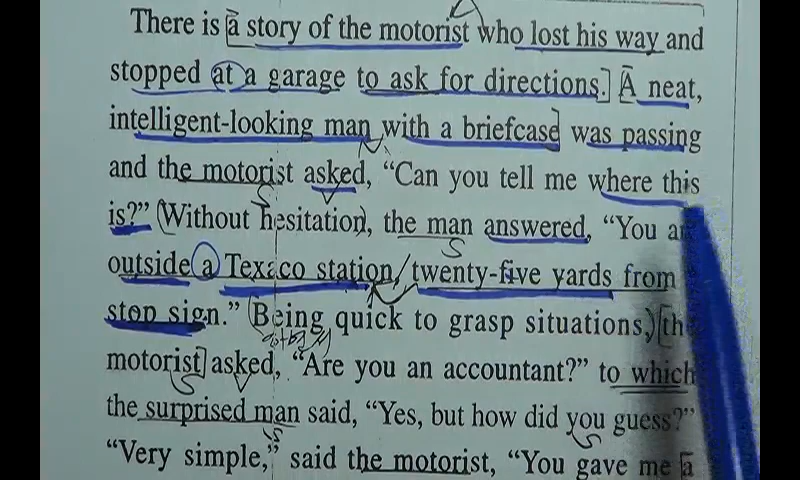 There is a story of the motorist who lost his way and
stopped at a garage to ask for directions. A neat,
intelligent-looking man with a briefcase was passing
and the motorist asked, “Can you tell me where this
is?” Without hesitation, the man answered, “You
outside a Texaco station, twenty-five yards from
stop sign.” Being quick to grasp situations,
motorist asked, “Are you an accountant?” to which
the surprised man said, “Yes, but how did you guess?”
“Very simple,” said the motorist, “You gave me a